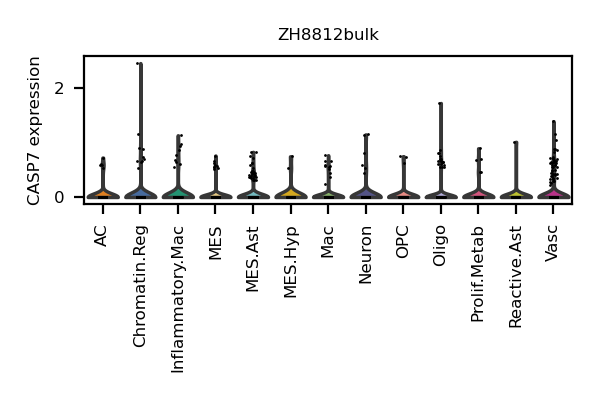 ZH8812bulk
CASP7 expression
2
0
AC
Chromatin.Reg
Inflammatory.Mac
MES
MES.Ast
MES.Hyp
Mac
Neuron
OPC
Oligo
Prolif.Metab
Reactive.Ast
Vasc